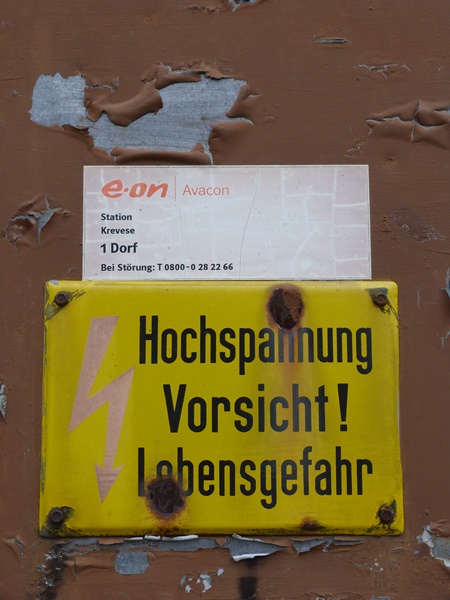 e·on | Avacon
Station
Krevese
1 Dorf
Bei Störung: T 0800-0 28 22 66
Hochspannung
Vorsicht!
Lebensgefahr